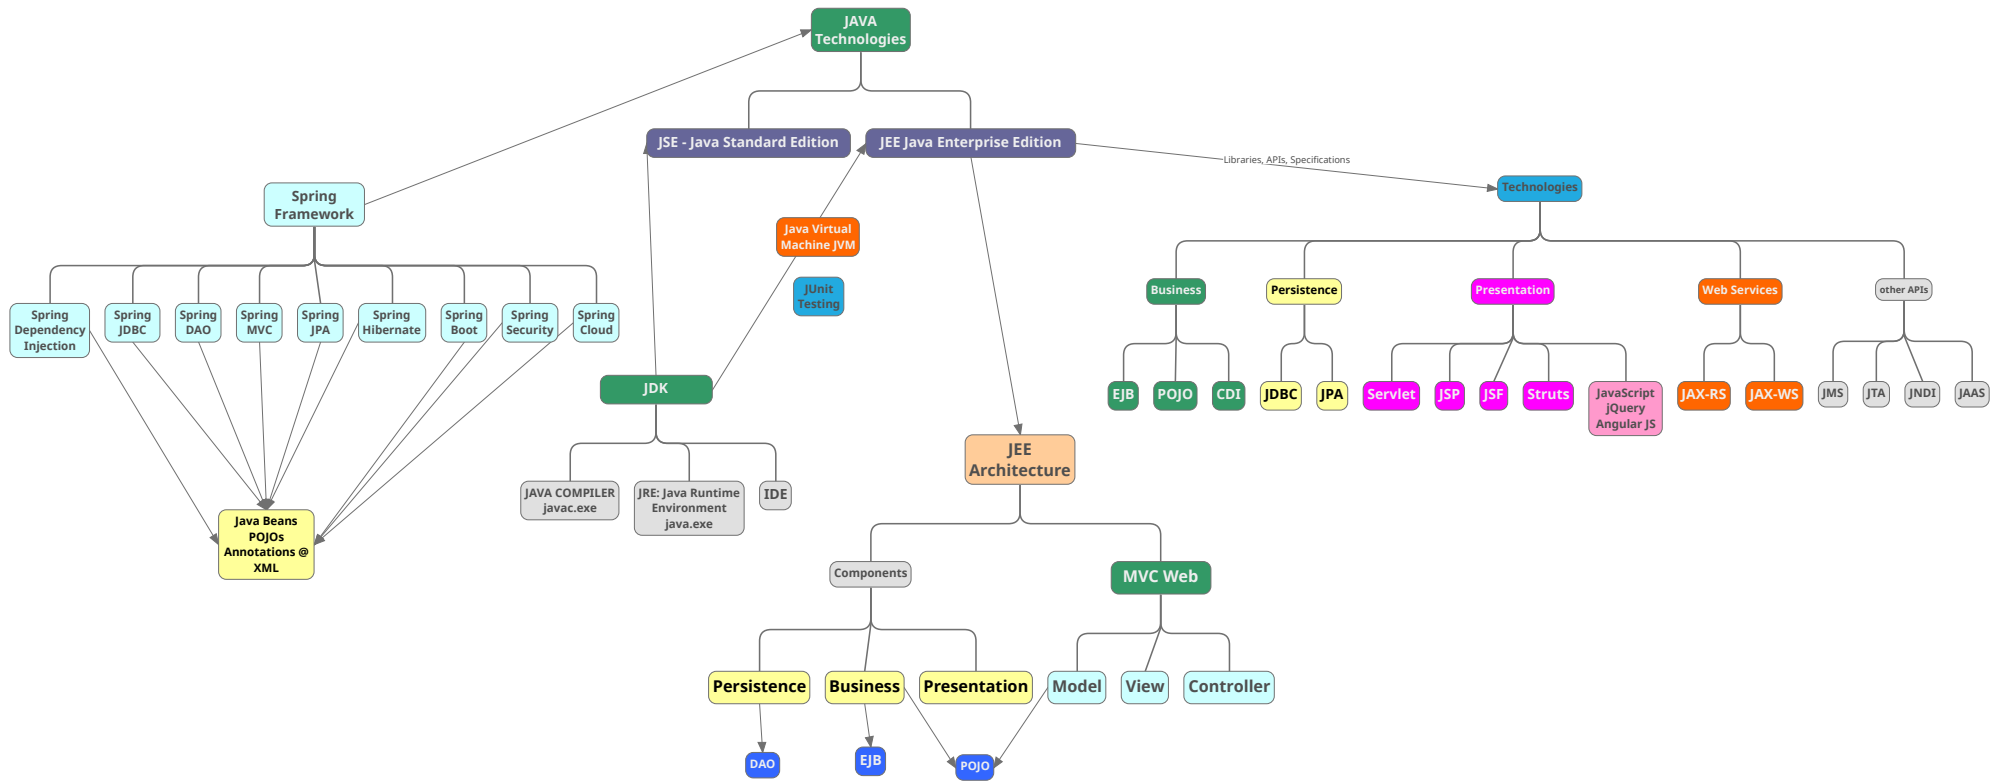 JAVA
Technologies
JSE - Java Standard Edition
JEE Java Enterprise Edition
Libraries, APIs, Specifications
Technologies
Spring
Framework
Java Virtual
Machine JVM
JUnit
Testing
Business
Persistence
Presentation
Web Services
other APIs
Spring
Dependency
Injection
Spring
JDBC
Spring
DAO
Spring
MVC
Spring
JPA
Spring
Hibernate
Spring
Boot
Spring
Security
Spring
Cloud
JDK
EJB
POJO
CDI
JDBC
JPA
Servlet
JSP
JSF
Struts
JavaScript
jQuery
Angular JS
JAX-RS
JAX-WS
JMS
JTA
JNDI
JAAS
JEE
Architecture
JAVA COMPILER
javac.exe
JRE: Java Runtime
Environment
java.exe
IDE
Java Beans
POJOs
Annotations @
XML
Components
MVC Web
Persistence
Business
Presentation
Model
View
Controller
DAO
EJB
POJO